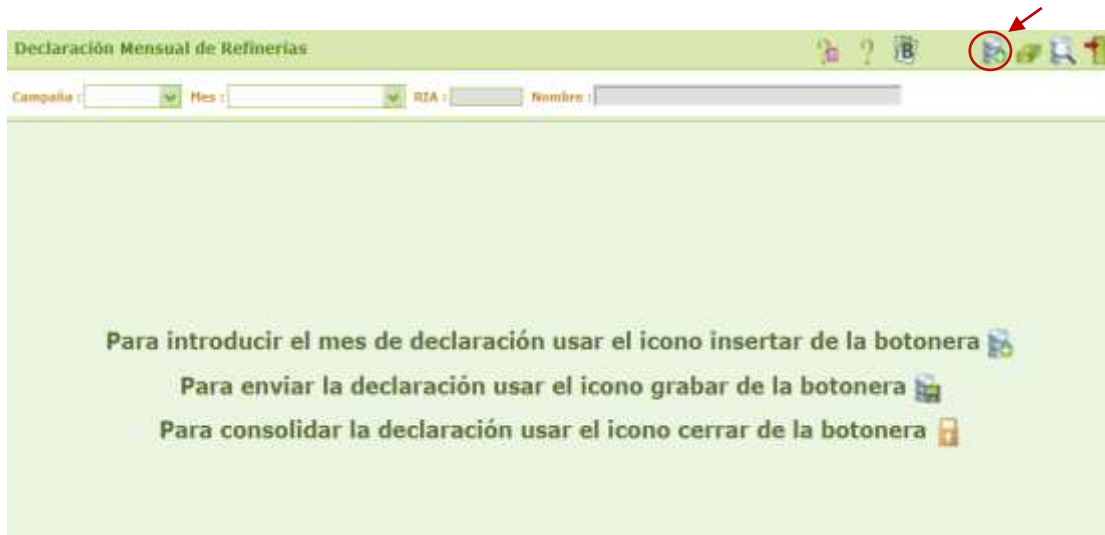 Declaración Mensual de Refinerías
Campaña : Mes : RIA : Nombre :
Para introducir el mes de declaración usar el icono insertar de la botonera
Para enviar la declaración usar el icono grabar de la botonera
Para consolidar la declaración usar el icono cerrar de la botonera